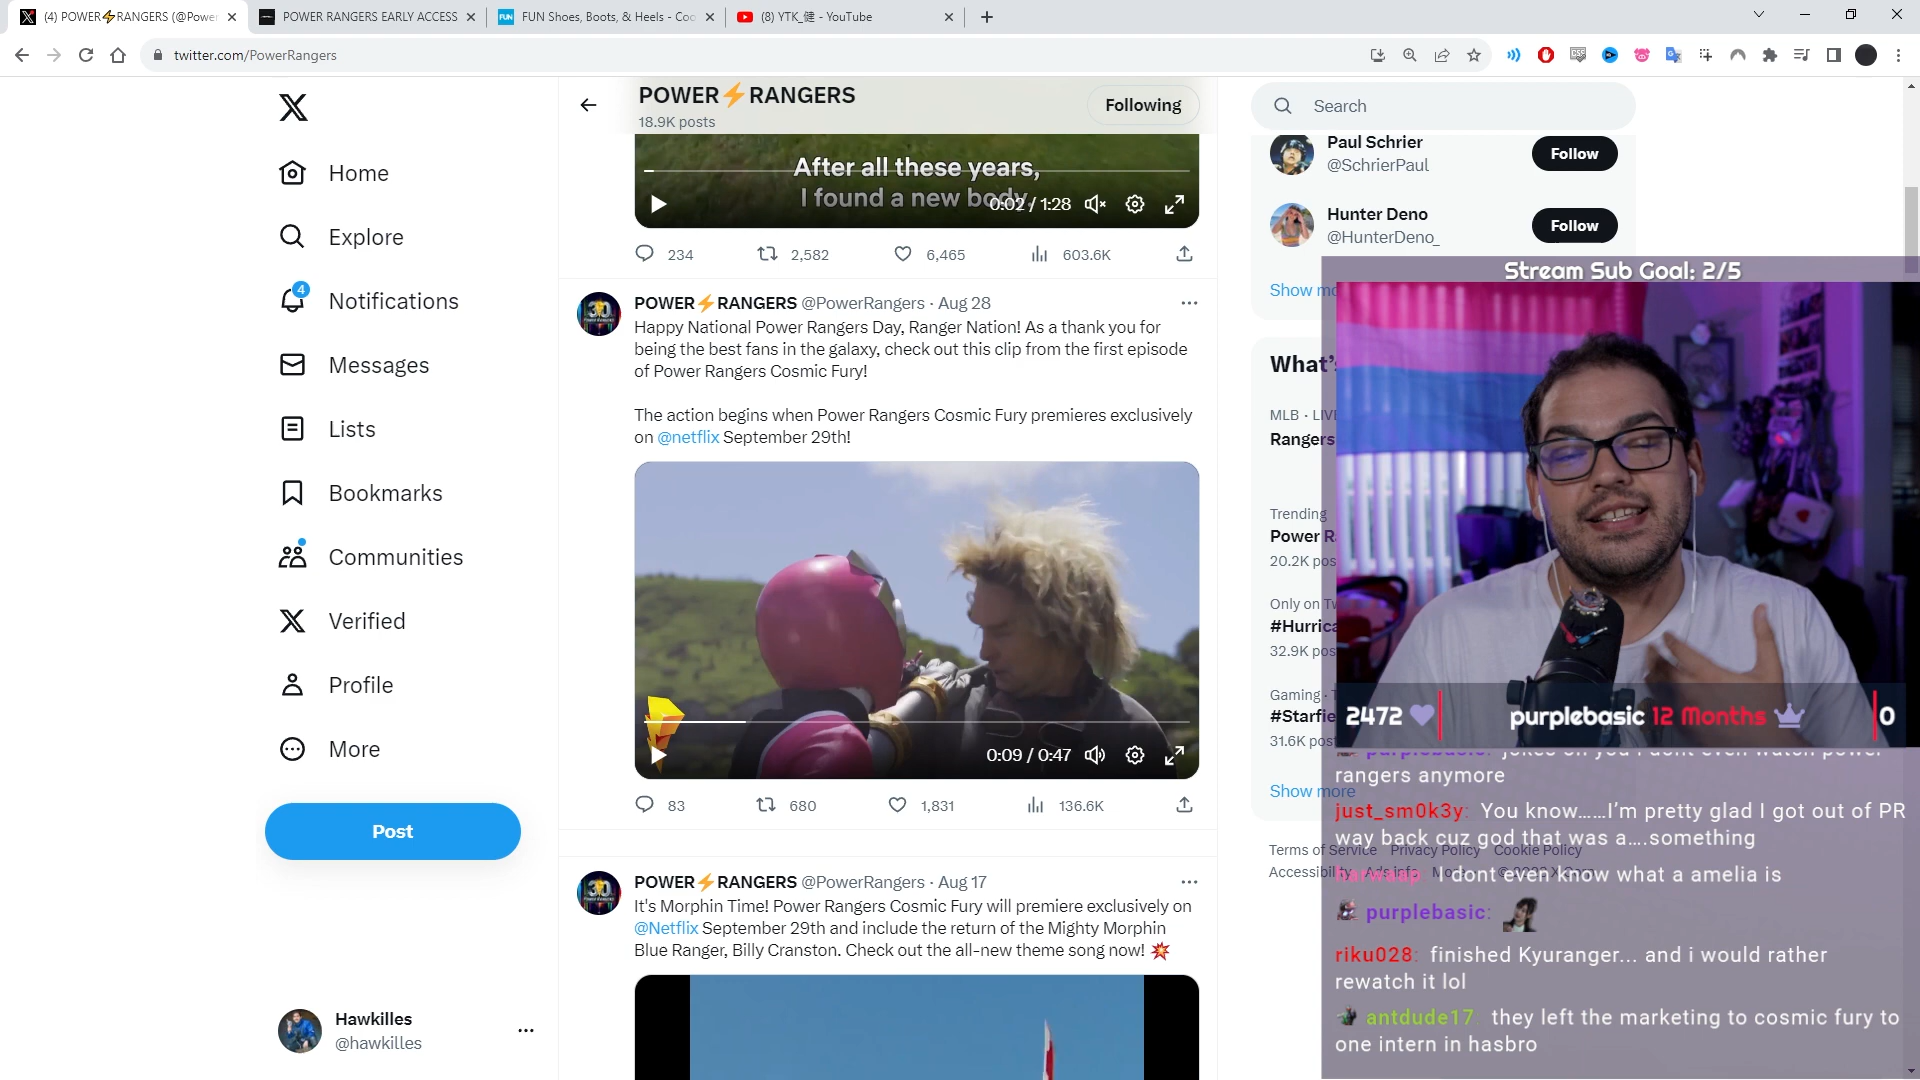 (4) POWER⚡RANGERS (@Power
POWER RANGERS EARLY ACCESS
FUN Shoes, Boots, & Heels - Coo
(8) YTK_健 - YouTube
twitter.com/PowerRangers
POWER⚡RANGERS
18.9K posts
Following
Search
Home
Explore
4
Notifications
Messages
Lists
Bookmarks
Communities
Verified
Profile
More
Post
Hawkilles
@hawkilles
After all these years,
I found a new body.
0:02 / 1:28
234
2,582
6,465
603.6K
POWER⚡RANGERS @PowerRangers · Aug 28
Happy National Power Rangers Day, Ranger Nation! As a thank you for
being the best fans in the galaxy, check out this clip from the first episode
of Power Rangers Cosmic Fury!
The action begins when Power Rangers Cosmic Fury premieres exclusively
on @netflix September 29th!
0:09 / 0:47
83
680
1,831
136.6K
POWER⚡RANGERS @PowerRangers · Aug 17
It's Morphin Time! Power Rangers Cosmic Fury will premiere exclusively on
@Netflix September 29th and include the return of the Mighty Morphin
Blue Ranger, Billy Cranston. Check out the all-new theme song now! 💥
Paul Schrier
@SchrierPaul
Follow
Hunter Deno
@HunterDeno_
Follow
Show mo
What's
MLB · LIVE
Rangers
Trending
Power R
20.2K pos
Only on Tw
#Hurrica
32.9K pos
Gaming · T
#Starfie
31.6K post
Show more
Terms of Service Privacy Policy Cookie Policy
Accessibility Ads info
Stream Sub Goal: 2/5
2472
purplebasic 12 Months
0
purplebasic: jokes on you i dont even watch power
rangers anymore
just_sm0k3y: You know......I'm pretty glad I got out of PR
way back cuz god that was a....something
I dont even know what a amelia is
purplebasic:
riku028: finished Kyuranger... and i would rather
rewatch it lol
antdude17: they left the marketing to cosmic fury to
one intern in hasbro